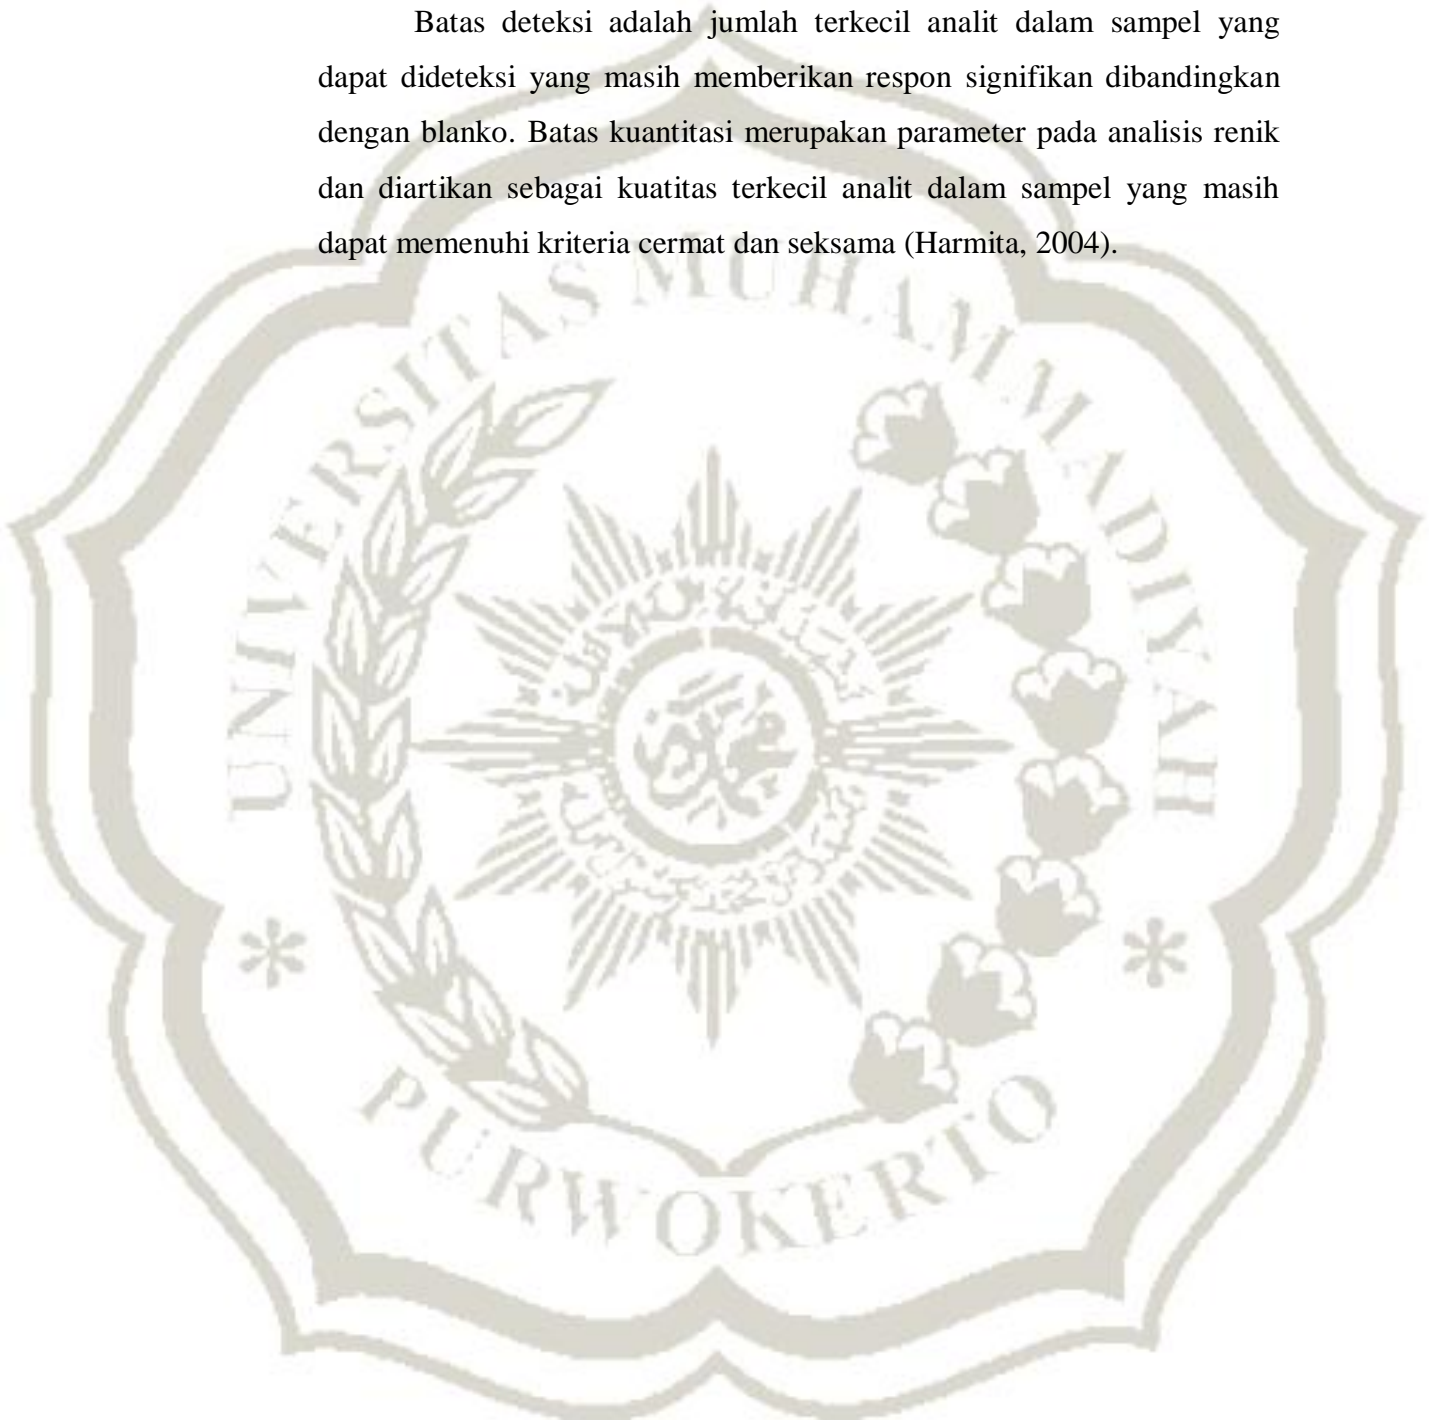 Batas deteksi adalah jumlah terkecil analit dalam sampel yang
dapat dideteksi yang masih memberikan respon signifikan dibandingkan
dengan blanko. Batas kuantitasi merupakan parameter pada analisis renik
dan diartikan sebagai kuatitas terkecil analit dalam sampel yang masih
dapat memenuhi kriteria cermat dan seksama (Harmita, 2004).
UNIVERSITAS MUHAMMADIYAH
PURWOKERTO